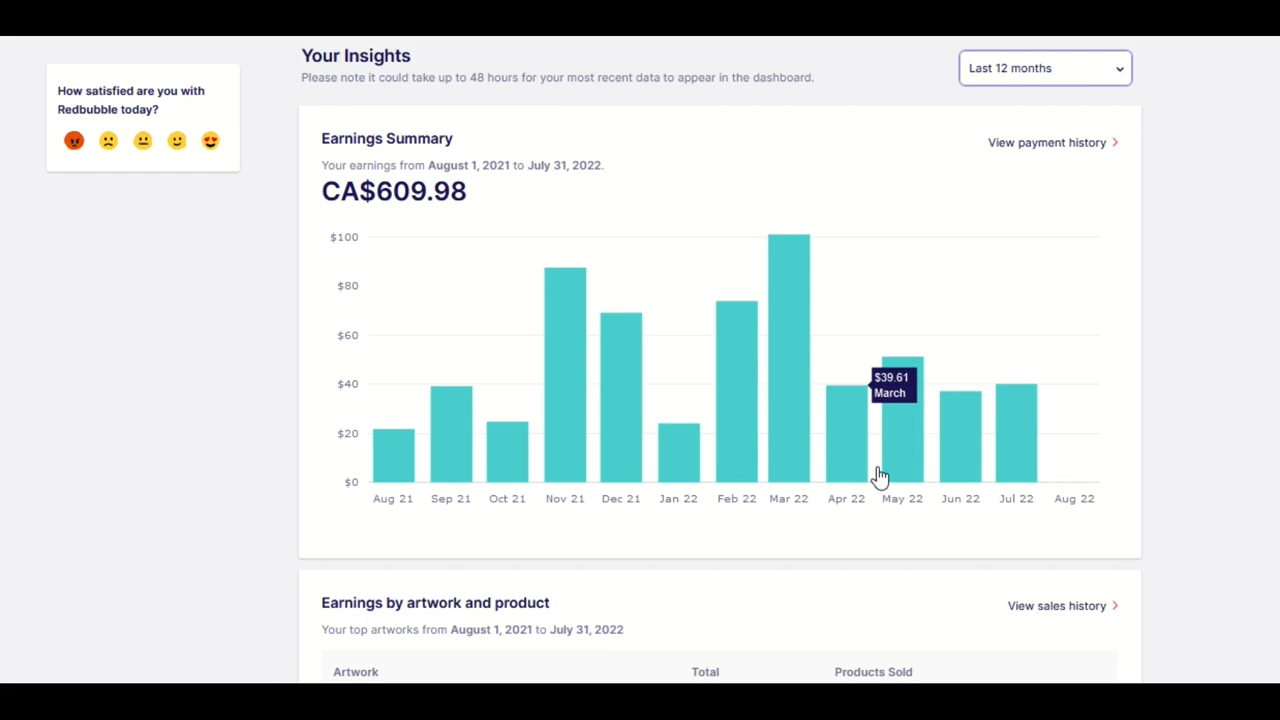 Your Insights
Please note it could take up to 48 hours for your most recent data to appear in the dashboard.
Last 12 months
How satisfied are you with
Redbubble today?
Earnings Summary
View payment history
Your earnings from August 1, 2021 to July 31, 2022.
CA$609.98
$100
$80
$60
$40
$20
$0
$39.61
March
Aug 21 Sep 21 Oct 21 Nov 21 Dec 21 Jan 22 Feb 22 Mar 22 Apr 22 May 22 Jun 22 Jul 22 Aug 22
Earnings by artwork and product
View sales history
Your top artworks from August 1, 2021 to July 31, 2022
Artwork Total Products Sold